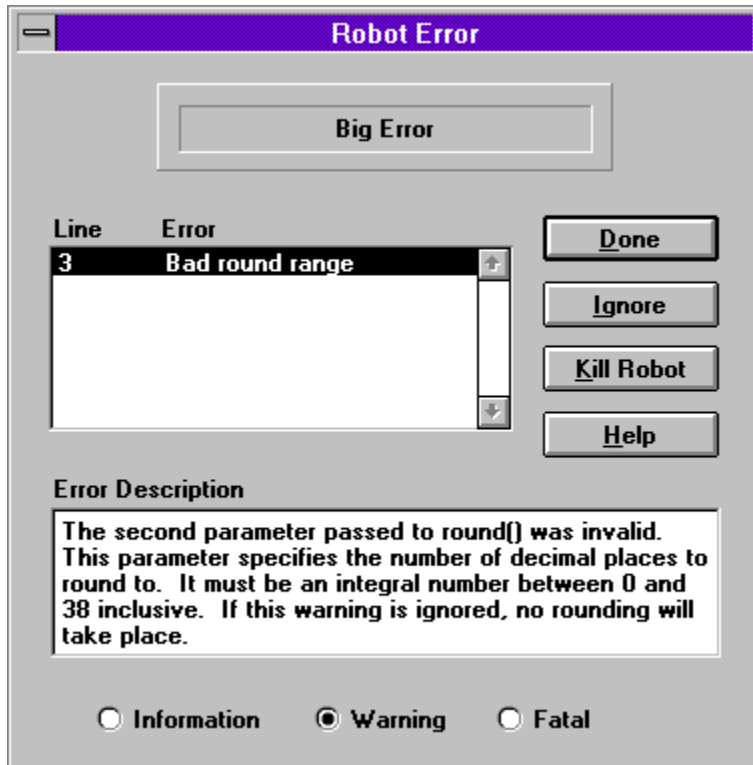 Robot Error
Big Error
Line Error
3 Bad round range
Done
Ignore
Kill Robot
Help
Error Description
The second parameter passed to round() was invalid.
This parameter specifies the number of decimal places to
round to.  It must be an integral number between 0 and
38 inclusive.  If this warning is ignored, no rounding will
take place.
Information Warning Fatal